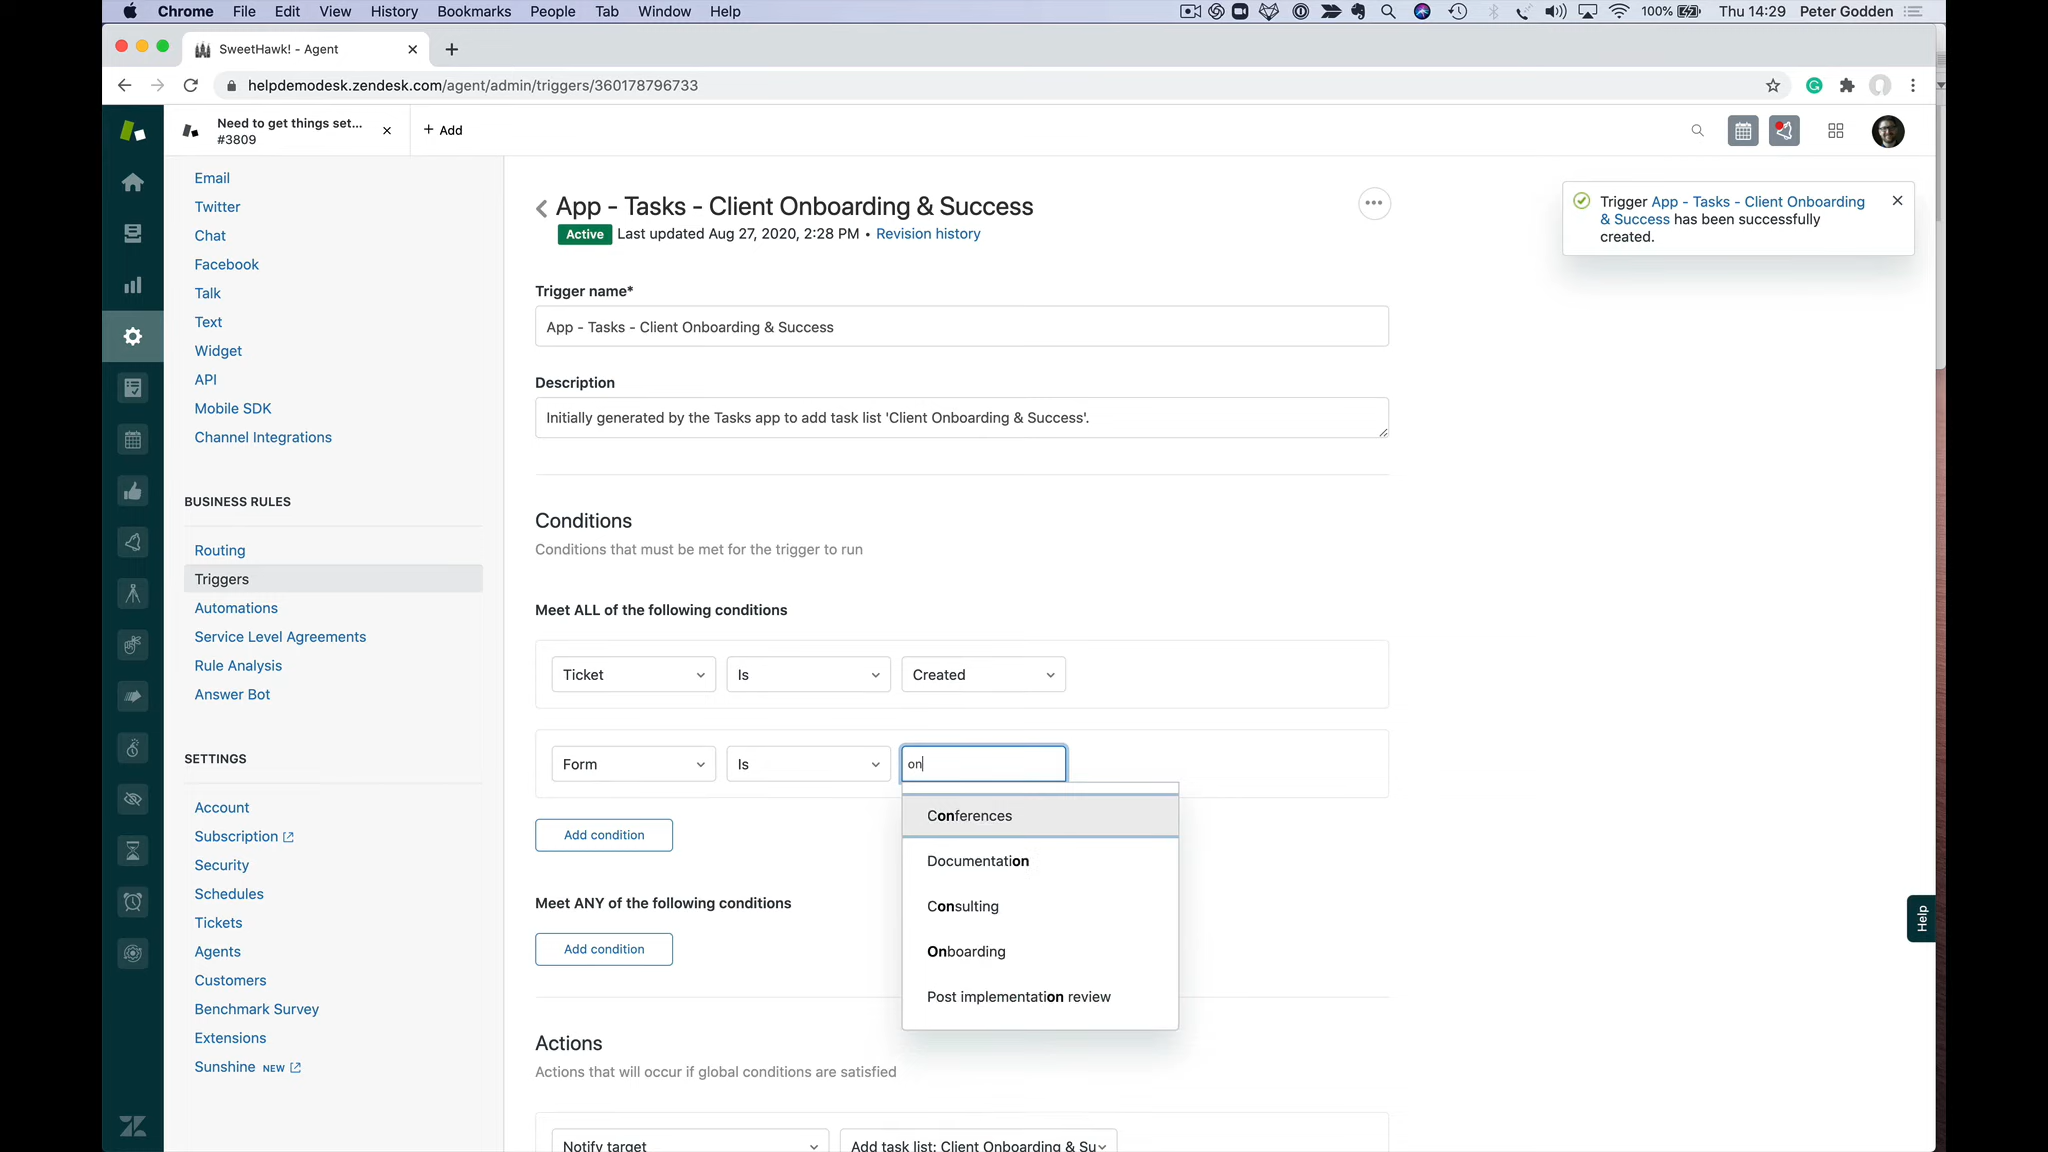 Chrome File Edit View History Bookmarks People Tab Window Help 100% Thu 14:29 Peter Godden
SweetHawk! - Agent
helpdemodesk.zendesk.com/agent/admin/triggers/360178796733
Need to get things set...
#3809
+ Add
Email
Twitter
Chat
Facebook
Talk
Text
Widget
API
Mobile SDK
Channel Integrations
BUSINESS RULES
Routing
Triggers
Automations
Service Level Agreements
Rule Analysis
Answer Bot
SETTINGS
Account
Subscription
Security
Schedules
Tickets
Agents
Customers
Benchmark Survey
Extensions
Sunshine NEW
App - Tasks - Client Onboarding & Success
Active Last updated Aug 27, 2020, 2:28 PM • Revision history
Trigger App - Tasks - Client Onboarding
& Success has been successfully
created.
Trigger name*
App - Tasks - Client Onboarding & Success
Description
Initially generated by the Tasks app to add task list 'Client Onboarding & Success'.
Conditions
Conditions that must be met for the trigger to run
Meet ALL of the following conditions
Ticket Is Created
Form Is on
Conferences
Documentation
Consulting
Onboarding
Post implementation review
Add condition
Meet ANY of the following conditions
Add condition
Actions
Actions that will occur if global conditions are satisfied
Notify target Add task list: Client Onboarding & Su
Help